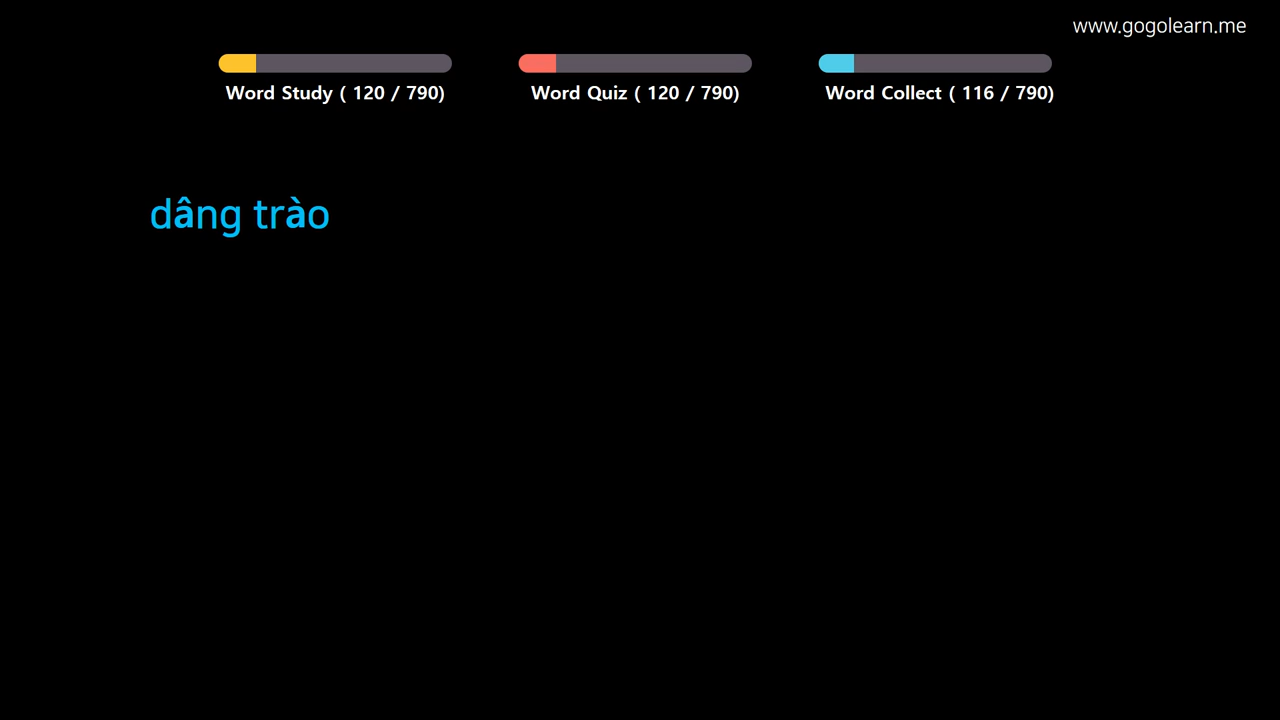 www.gogolearn.me
Word Study ( 120 / 790)
Word Quiz ( 120 / 790)
Word Collect ( 116 / 790)
dâng trào